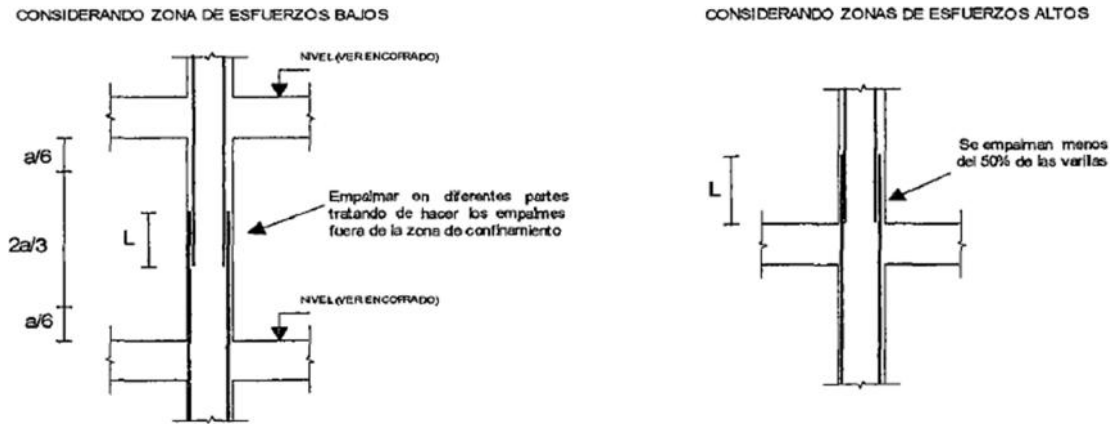 CONSIDERANDO ZONA DE ESFUERZOS BAJOS
NIVEL (VER ENCOFRADO)
a/6
L
2a/3
Empalmar en diferentes partes
tratando de hacer los empalmes
fuera de la zona de confinamiento
NIVEL (VER ENCOFRADO)
a/6
CONSIDERANDO ZONAS DE ESFUERZOS ALTOS
Se empalman menos
del 50% de las varillas
L